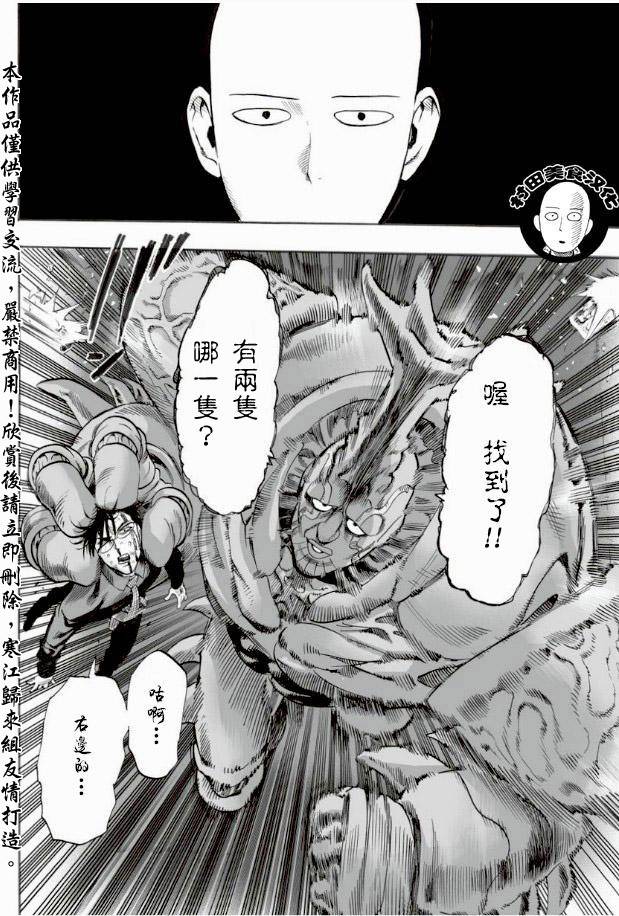 村田美食汉化
喔
找到了!!
有兩隻
哪一隻？
咕啊…
右邊的…
本作品僅供學習交流，嚴禁商用！欣賞後請立即刪除，寒江歸來組友情打造。